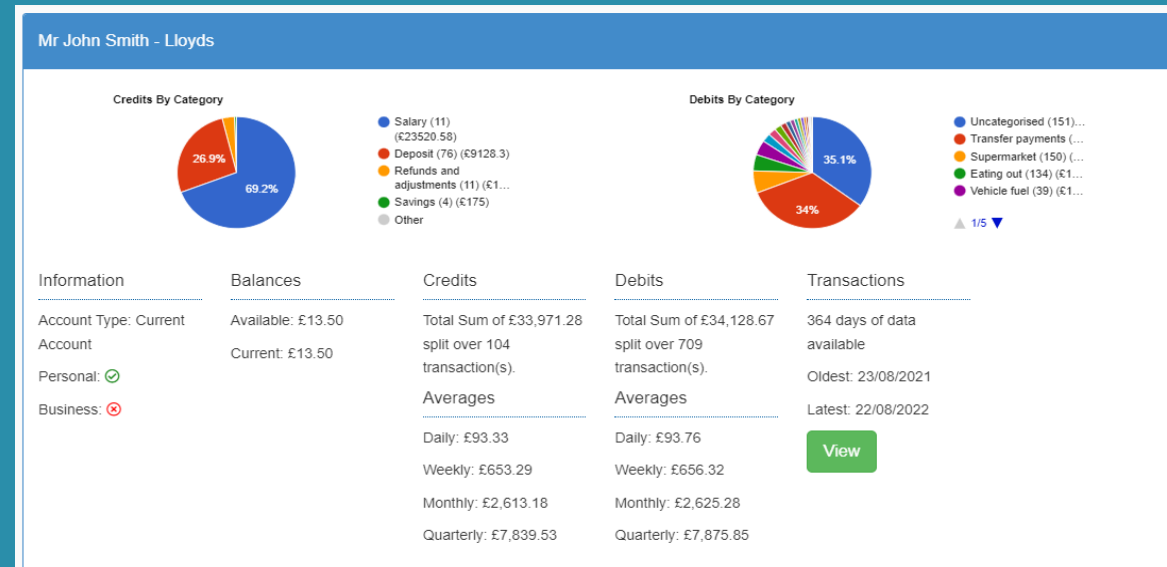 Mr John Smith - Lloyds
Credits By Category
26.9%
69.2%
Salary (11)
(£23520.58)
Deposit (76) (£9128.3)
Refunds and
adjustments (11) (£1...
Savings (4) (£175)
Other
Debits By Category
35.1%
34%
Uncategorised (151)...
Transfer payments (...
Supermarket (150) (...
Eating out (134) (£1...
Vehicle fuel (39) (£1...
1/5
Information
Account Type: Current
Account
Personal:
Business:
Balances
Available: £13.50
Current: £13.50
Credits
Total Sum of £33,971.28
split over 104
transaction(s).
Averages
Daily: £93.33
Weekly: £653.29
Monthly: £2,613.18
Quarterly: £7,839.53
Debits
Total Sum of £34,128.67
split over 709
transaction(s).
Averages
Daily: £93.76
Weekly: £656.32
Monthly: £2,625.28
Quarterly: £7,875.85
Transactions
364 days of data
available
Oldest: 23/08/2021
Latest: 22/08/2022
View